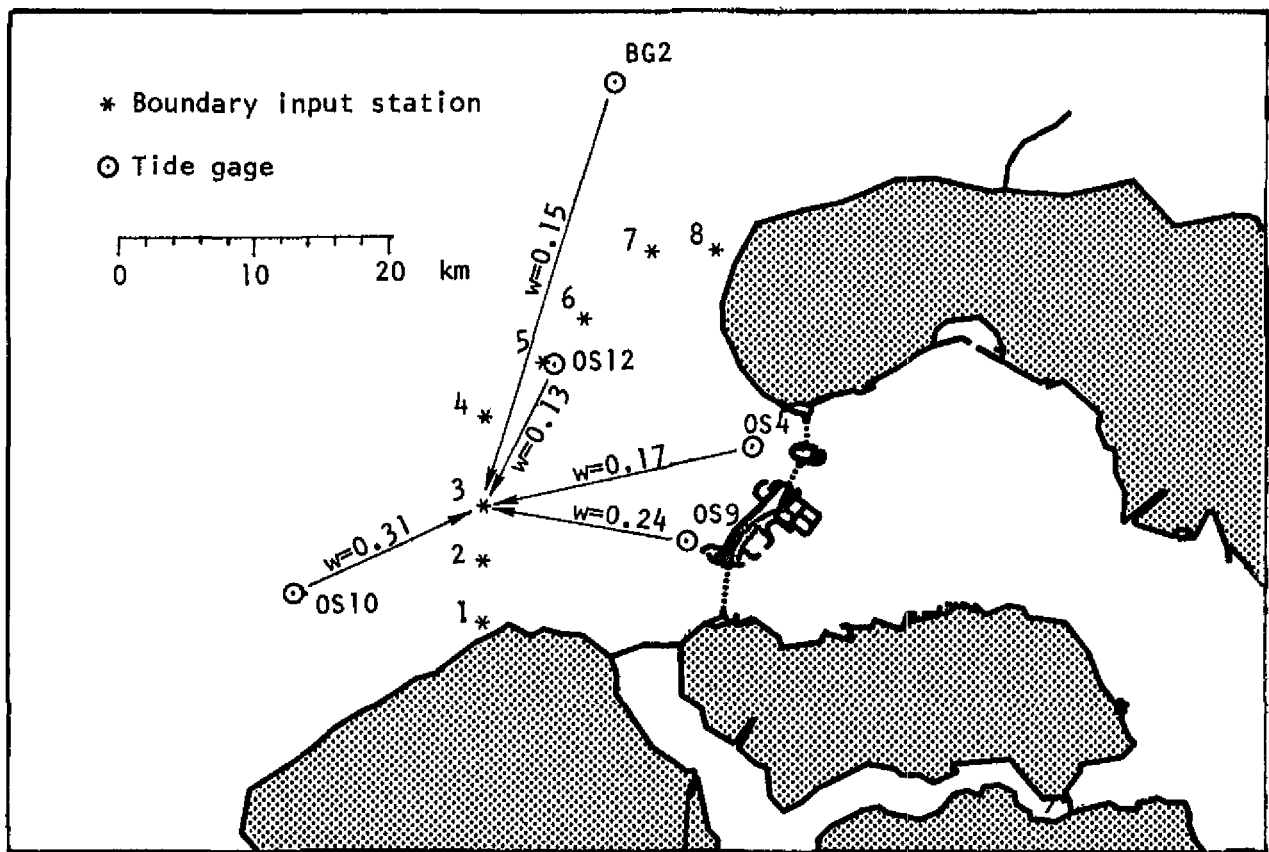 BG2
* Boundary input station
⊙ Tide gage
0 10 20 km
w=0.15
7 8
6
5
OS12
w=0.13
4
OS4
w=0.17
3
OS9
w=0.24
w=0.31
2
OS10
1